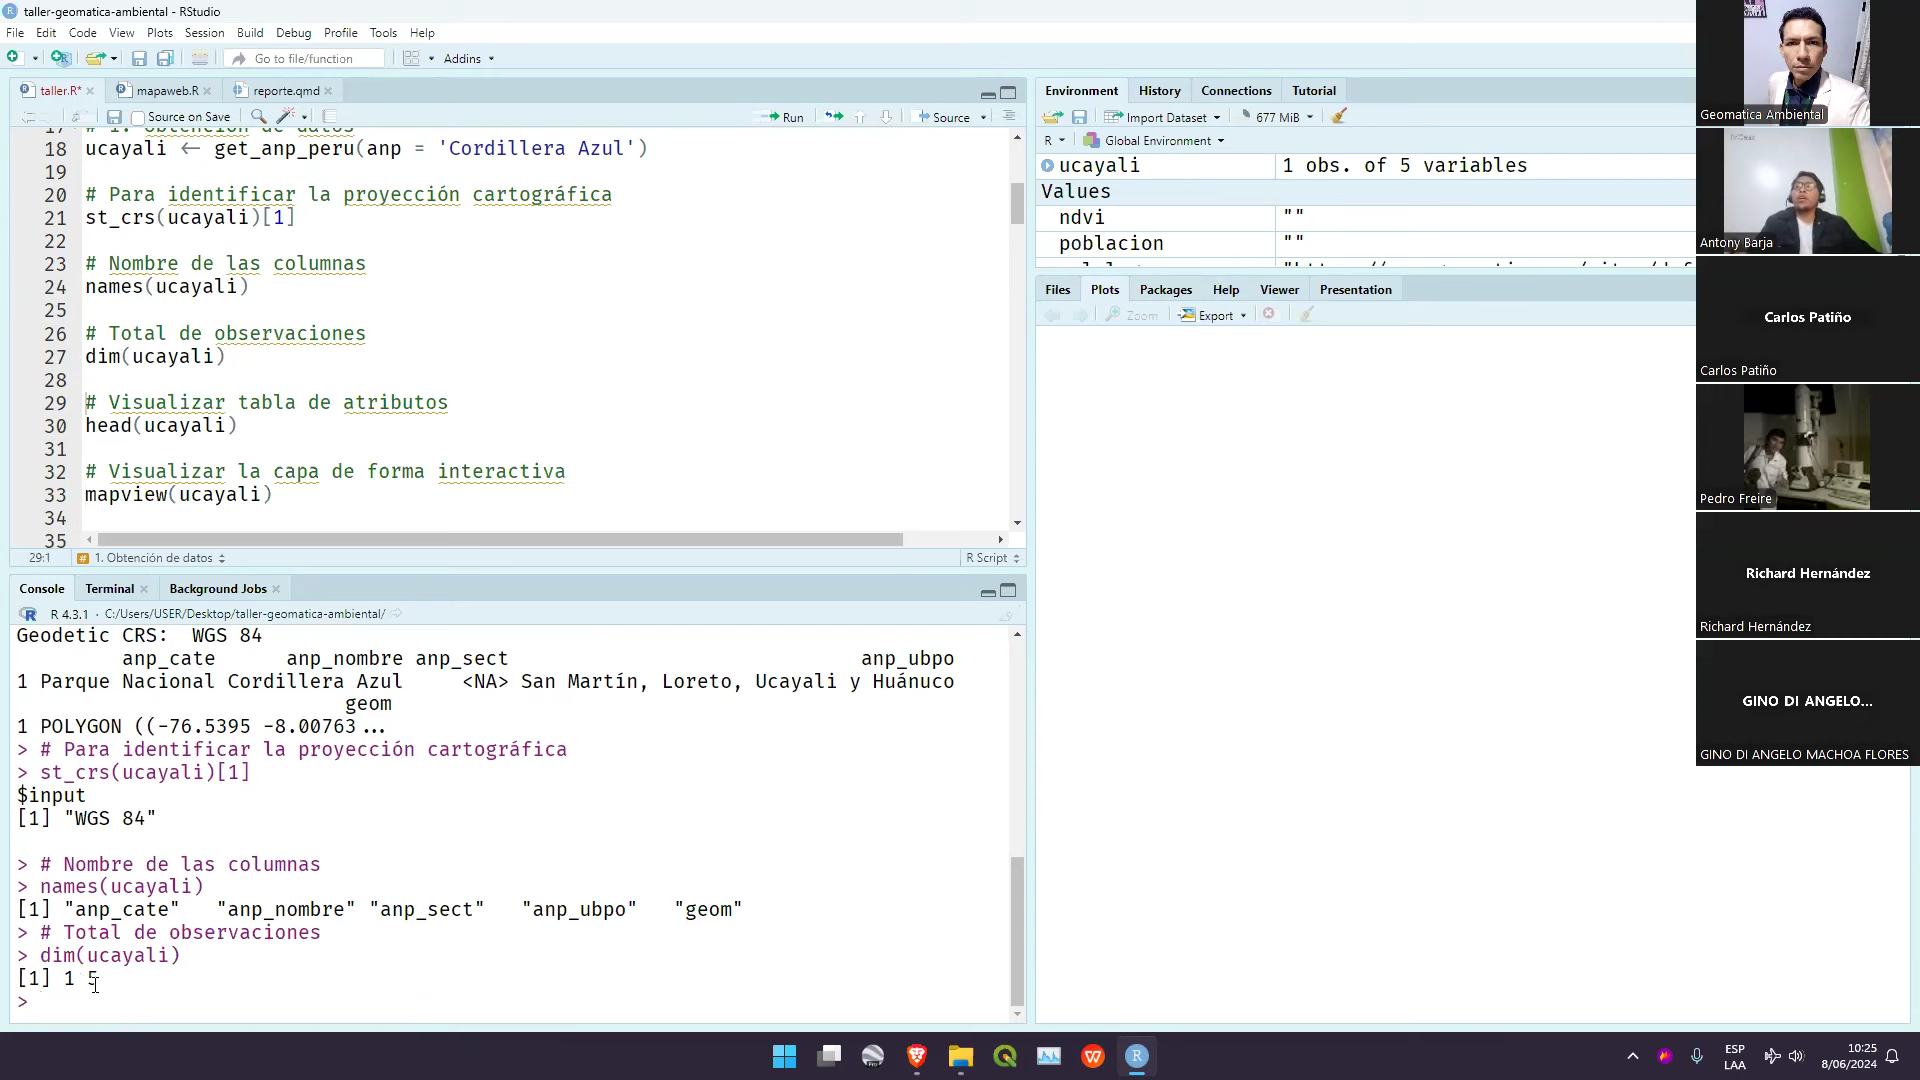 taller-geomatica-ambiental - RStudio
File Edit Code View Plots Session Build Debug Profile Tools Help
Go to file/function Addins
taller.R* mapaweb.R reporte.qmd
Source on Save Run Source
17 # 1. Obtención de datos
18 ucayali ← get_anp_peru(anp = 'Cordillera Azul')
19
20 # Para identificar la proyección cartográfica
21 st_crs(ucayali)[1]
22
23 # Nombre de las columnas
24 names(ucayali)
25
26 # Total de observaciones
27 dim(ucayali)
28
29 # Visualizar tabla de atributos
30 head(ucayali)
31
32 # Visualizar la capa de forma interactiva
33 mapview(ucayali)
34
35
29:1 # 1. Obtención de datos R Script
Console Terminal Background Jobs
R 4.3.1 · C:/Users/USER/Desktop/taller-geomatica-ambiental/
Geodetic CRS: WGS 84
anp_cate anp_nombre anp_sect anp_ubpo
1 Parque Nacional Cordillera Azul <NA> San Martín, Loreto, Ucayali y Huánuco
geom
1 POLYGON ((-76.5395 -8.00763...
> # Para identificar la proyección cartográfica
> st_crs(ucayali)[1]
$input
[1] "WGS 84"
> # Nombre de las columnas
> names(ucayali)
[1] "anp_cate" "anp_nombre" "anp_sect" "anp_ubpo" "geom"
> # Total de observaciones
> dim(ucayali)
[1] 1 5
>
Environment History Connections Tutorial
Import Dataset 677 MiB
R Global Environment
ucayali 1 obs. of 5 variables
Values
ndvi ""
poblacion ""
Files Plots Packages Help Viewer Presentation
Zoom Export
Geomatica Ambiental
Antony Barja
Carlos Patiño
Carlos Patiño
Pedro Freire
Richard Hernández
Richard Hernández
GINO DI ANGELO...
GINO DI ANGELO MACHOA FLORES
ESP
LAA
10:25
8/06/2024